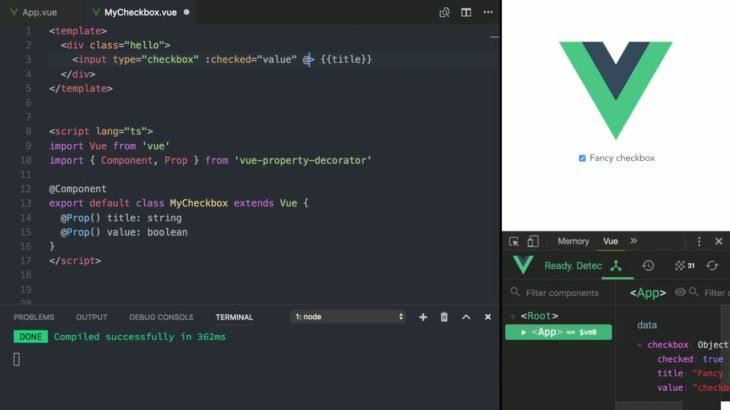 App.vue
MyCheckbox.vue
1 <template>
2 <div class="hello">
3 <input type="checkbox" :checked="value" @> {{title}}
4 </div>
5 </template>
6
7
8 <script lang="ts">
9 import Vue from 'vue'
10 import { Component, Prop } from 'vue-property-decorator'
11
12 @Component
13 export default class MyCheckbox extends Vue {
14 @Prop() title: string
15 @Prop() value: boolean
16 }
17 </script>
18
19
20
PROBLEMS OUTPUT DEBUG CONSOLE TERMINAL 1: node
DONE Compiled successfully in 362ms
Fancy checkbox
Memory Vue
Ready. Detec 31
Filter components
<App> Filter
<Root>
<App> == $vm0
data
checkbox: Object
checked: true
title: "Fancy
value: "checkb